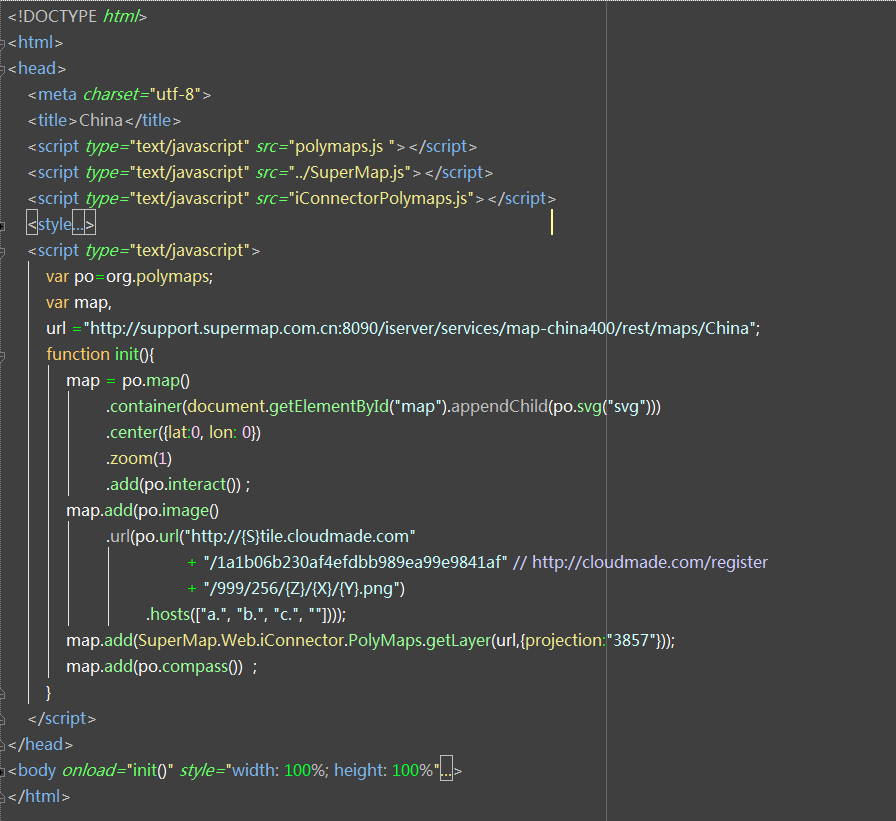 <!DOCTYPE html>
<html>
<head>
<meta charset="utf-8">
<title>China</title>
<script type="text/javascript" src="polymaps.js "></script>
<script type="text/javascript" src="../SuperMap.js"></script>
<script type="text/javascript" src="iConnectorPolymaps.js"></script>
<style...>
<script type="text/javascript">
var po=org.polymaps;
var map,
url ="http://support.supermap.com.cn:8090/iserver/services/map-china400/rest/maps/China";
function init(){
map = po.map()
.container(document.getElementById("map").appendChild(po.svg("svg")))
.center({lat:0, lon: 0})
.zoom(1)
.add(po.interact()) ;
map.add(po.image()
.url(po.url("http://{S}tile.cloudmade.com"
+ "/1a1b06b230af4efdbb989ea99e9841af" // http://cloudmade.com/register
+ "/999/256/{Z}/{X}/{Y}.png")
.hosts(["a.", "b.", "c.", ""])));
map.add(SuperMap.Web.iConnector.PolyMaps.getLayer(url,{projection:"3857"}));
map.add(po.compass()) ;
}
</script>
</head>
<body onload="init()" style="width: 100%; height: 100%"...>
</html>